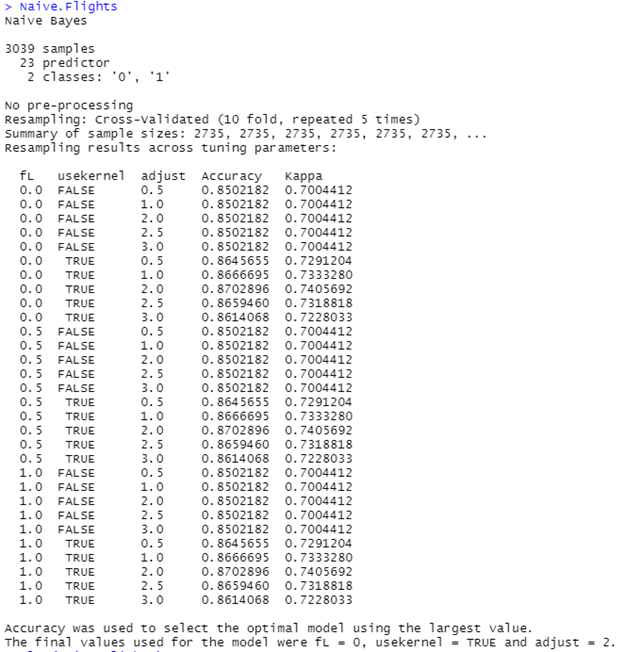 > Naive.Flights
Naive Bayes

3039 samples
  23 predictor
   2 classes: '0', '1'

No pre-processing
Resampling: Cross-Validated (10 fold, repeated 5 times)
Summary of sample sizes: 2735, 2735, 2735, 2735, 2735, 2735, ...
Resampling results across tuning parameters:

  fL   usekernel  adjust  Accuracy   Kappa
  0.0  FALSE      0.5     0.8502182  0.7004412
  0.0  FALSE      1.0     0.8502182  0.7004412
  0.0  FALSE      2.0     0.8502182  0.7004412
  0.0  FALSE      2.5     0.8502182  0.7004412
  0.0  FALSE      3.0     0.8502182  0.7004412
  0.0   TRUE      0.5     0.8645655  0.7291204
  0.0   TRUE      1.0     0.8666695  0.7333280
  0.0   TRUE      2.0     0.8702896  0.7405692
  0.0   TRUE      2.5     0.8659460  0.7318818
  0.0   TRUE      3.0     0.8614068  0.7228033
  0.5  FALSE      0.5     0.8502182  0.7004412
  0.5  FALSE      1.0     0.8502182  0.7004412
  0.5  FALSE      2.0     0.8502182  0.7004412
  0.5  FALSE      2.5     0.8502182  0.7004412
  0.5  FALSE      3.0     0.8502182  0.7004412
  0.5   TRUE      0.5     0.8645655  0.7291204
  0.5   TRUE      1.0     0.8666695  0.7333280
  0.5   TRUE      2.0     0.8702896  0.7405692
  0.5   TRUE      2.5     0.8659460  0.7318818
  0.5   TRUE      3.0     0.8614068  0.7228033
  1.0  FALSE      0.5     0.8502182  0.7004412
  1.0  FALSE      1.0     0.8502182  0.7004412
  1.0  FALSE      2.0     0.8502182  0.7004412
  1.0  FALSE      2.5     0.8502182  0.7004412
  1.0  FALSE      3.0     0.8502182  0.7004412
  1.0   TRUE      0.5     0.8645655  0.7291204
  1.0   TRUE      1.0     0.8666695  0.7333280
  1.0   TRUE      2.0     0.8702896  0.7405692
  1.0   TRUE      2.5     0.8659460  0.7318818
  1.0   TRUE      3.0     0.8614068  0.7228033

Accuracy was used to select the optimal model using the largest value.
The final values used for the model were fL = 0, usekernel = TRUE and adjust = 2.